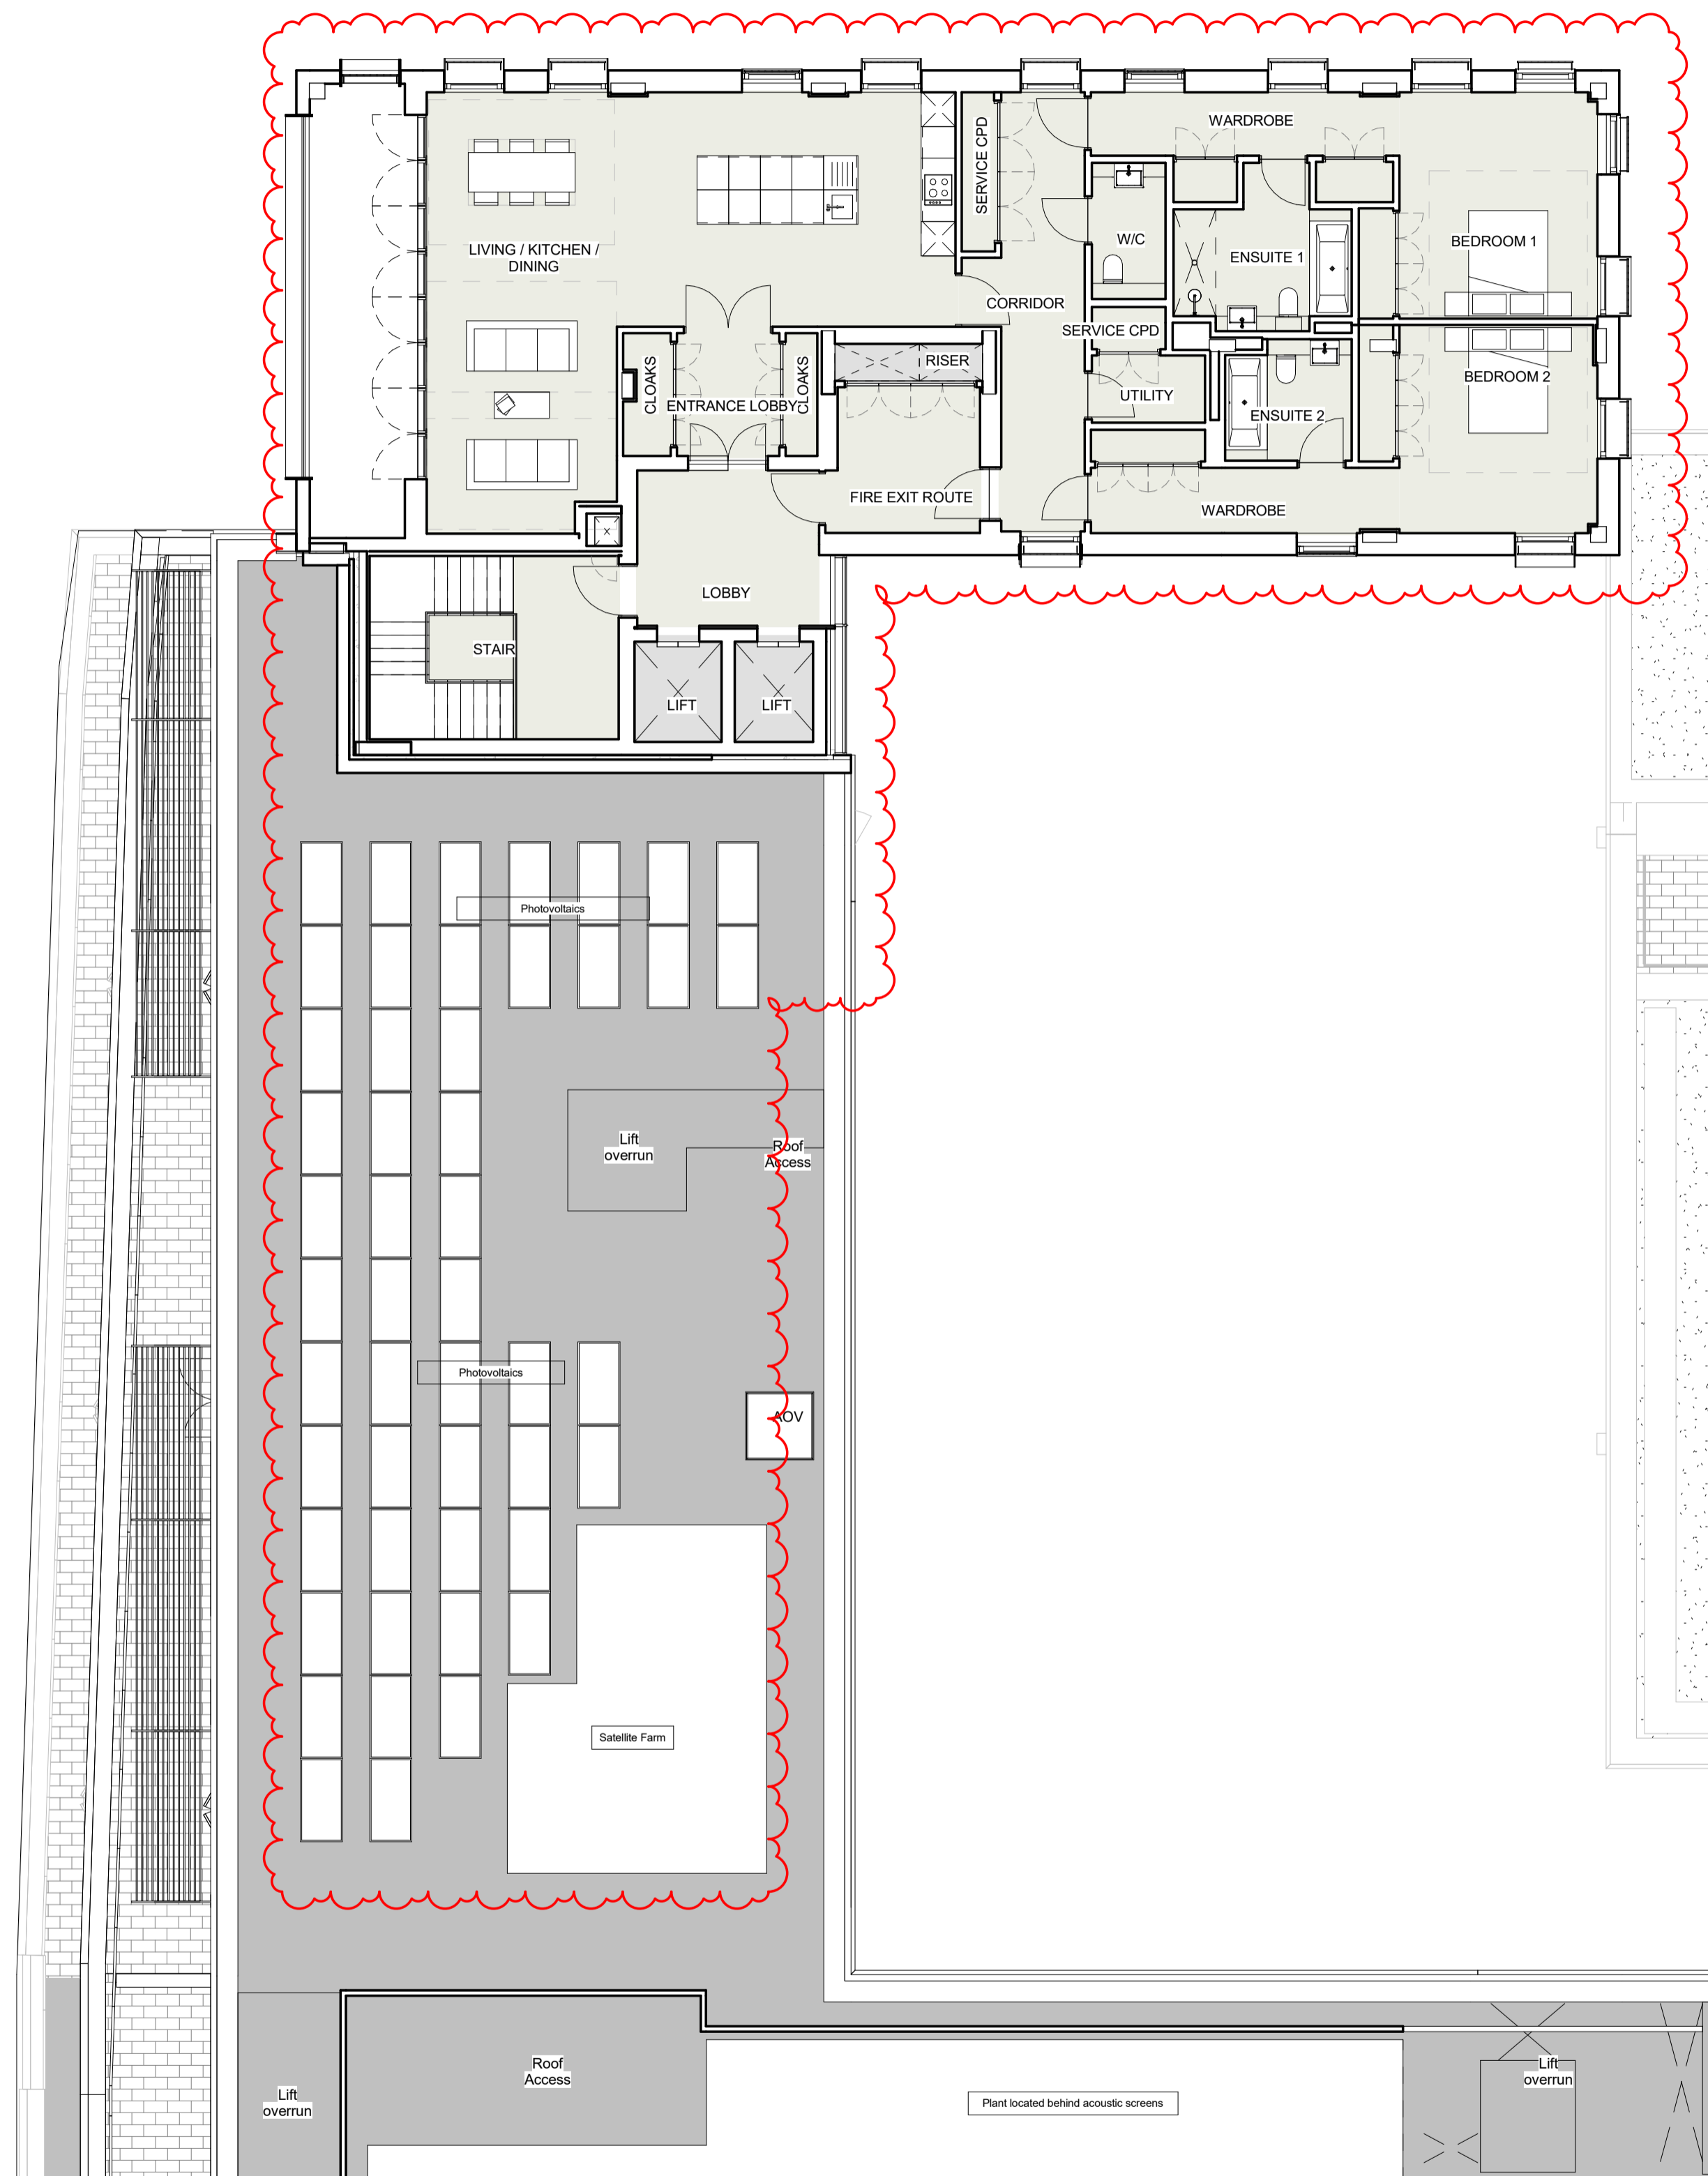 WARDROBE
SERVICE CPD
W/C
BEDROOM 1
LIVING / KITCHEN /
DINING
ENSUITE 1
CORRIDOR
SERVICE CPD
RISER
CLOAKS
CLOAKS
BEDROOM 2
UTILITY
ENTRANCE LOBBY
ENSUITE 2
FIRE EXIT ROUTE
WARDROBE
LOBBY
STAIR
LIFT
LIFT
Photovoltaics
Lift
overrun
Roof
Access
Photovoltaics
AOV
Satellite Farm
Roof
Access
Lift
overrun
Lift
overrun
Plant located behind acoustic screens